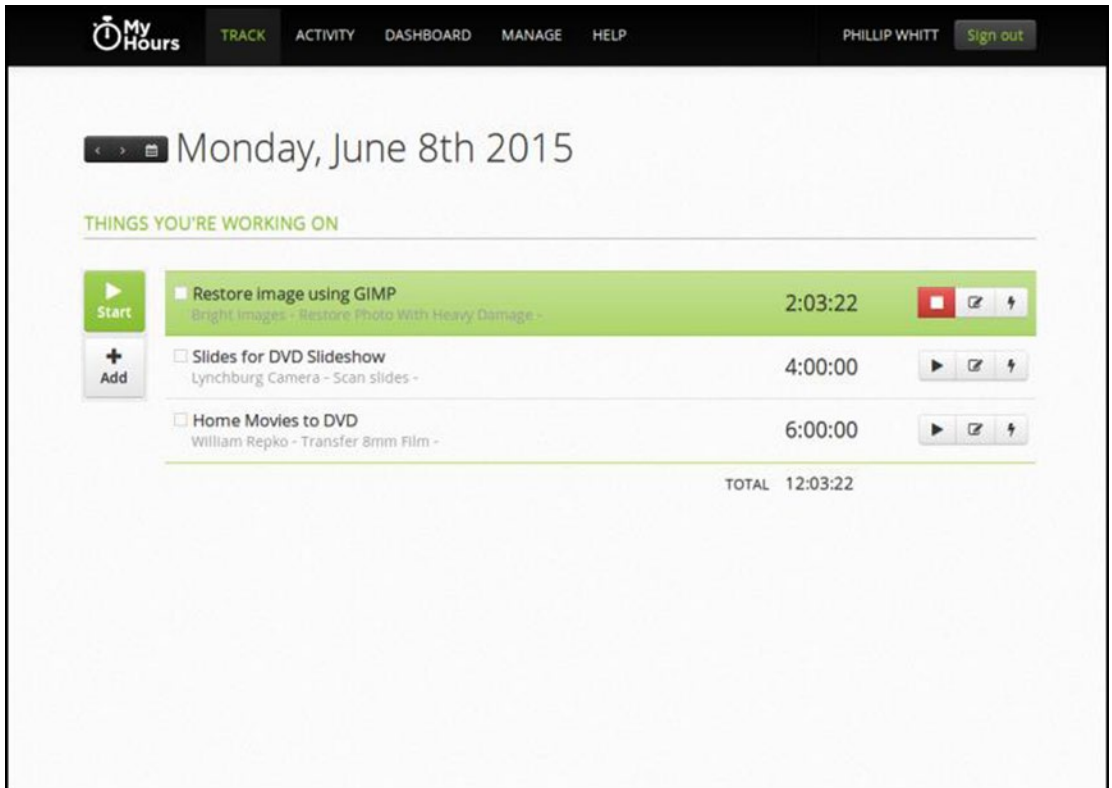 My Hours TRACK ACTIVITY DASHBOARD MANAGE HELP PHILLIP WHITT Sign out
Monday, June 8th 2015
THINGS YOU'RE WORKING ON
Start
Restore image using GIMP 2:03:22
Bright Images - Restore Photo With Heavy Damage -
Add
Slides for DVD Slideshow 4:00:00
Lynchburg Camera - Scan slides -
Home Movies to DVD 6:00:00
William Repko - Transfer 8mm Film -
TOTAL 12:03:22